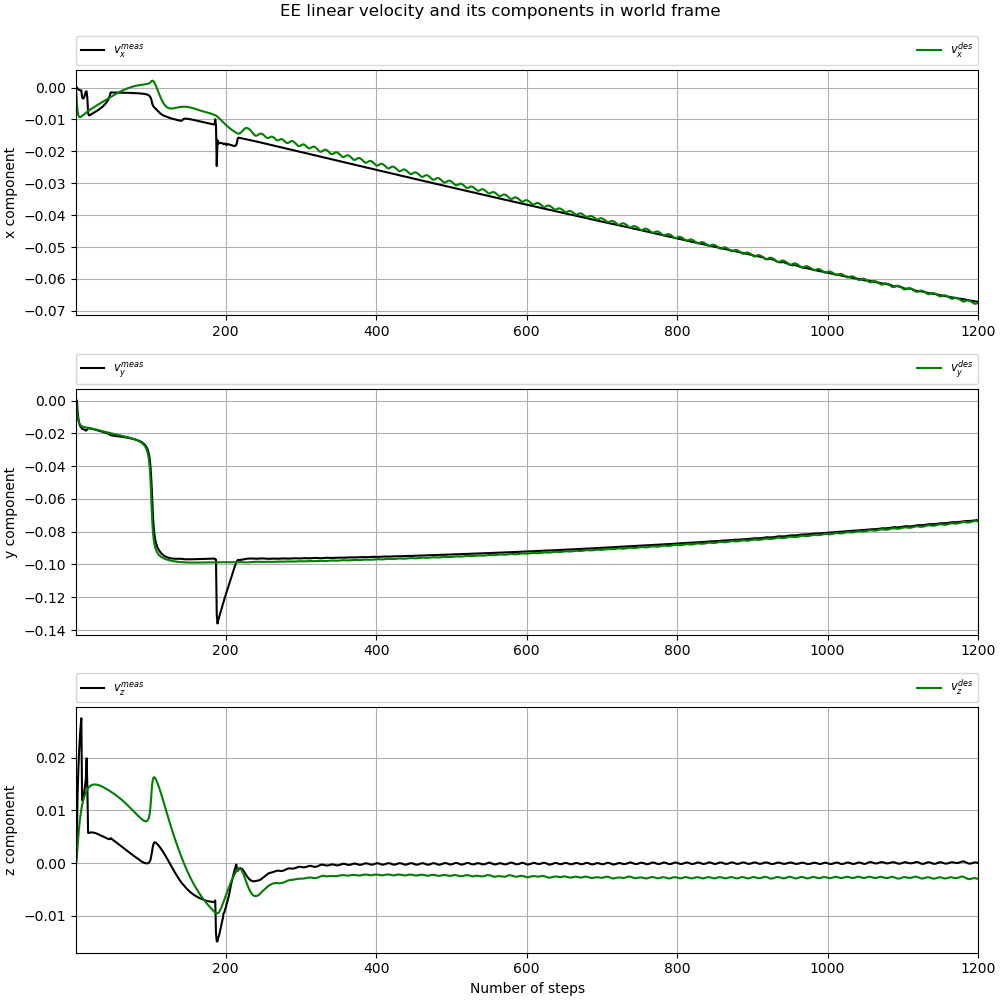 EE linear velocity and its components in world frame
v_x^meas v_x^des
0.00
−0.01
−0.02
−0.03
−0.04
−0.05
−0.06
−0.07
x component
200 400 600 800 1000 1200
v_y^meas v_y^des
0.00
−0.02
−0.04
−0.06
−0.08
−0.10
−0.12
−0.14
y component
200 400 600 800 1000 1200
v_z^meas v_z^des
0.02
0.01
0.00
−0.01
z component
200 400 600 800 1000 1200
Number of steps